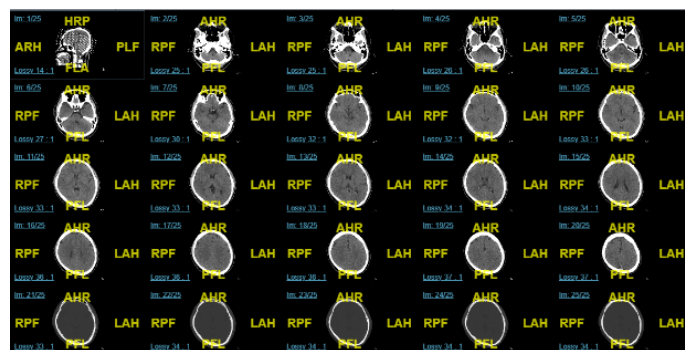 Im: 1/25 HRP Im: 2/25 AHR Im: 3/25 AHR Im: 4/25 AHR Im: 5/25 AHR
ARH PLF RPF LAH RPF LAH RPF LAH RPF LAH
Lossy 14 : 1 FLA Lossy 25 : 1 PFL Lossy 25 : 1 PFL Lossy 26 : 1 PFL Lossy 26 : 1 PFL
Im: 6/25 AHR Im: 7/25 AHR Im: 8/25 AHR Im: 9/25 AHR Im: 10/25 AHR
RPF LAH RPF LAH RPF LAH RPF LAH RPF LAH
Lossy 27 : 1 PFL Lossy 30 : 1 PFL Lossy 32 : 1 PFL Lossy 32 : 1 PFL Lossy 33 : 1 PFL
Im: 11/25 AHR Im: 12/25 AHR Im: 13/25 AHR Im: 14/25 AHR Im: 15/25 AHR
RPF LAH RPF LAH RPF LAH RPF LAH RPF LAH
Lossy 33 : 1 PFL Lossy 33 : 1 PFL Lossy 33 : 1 PFL Lossy 34 : 1 PFL Lossy 34 : 1 PFL
Im: 16/25 AHR Im: 17/25 AHR Im: 18/25 AHR Im: 19/25 AHR Im: 20/25 AHR
RPF LAH RPF LAH RPF LAH RPF LAH RPF LAH
Lossy 36 : 1 PFL Lossy 36 : 1 PFL Lossy 36 : 1 PFL Lossy 37 : 1 PFL Lossy 37 : 1 PFL
Im: 21/25 AHR Im: 22/25 AHR Im: 23/25 AHR Im: 24/25 AHR Im: 25/25 AHR
RPF LAH RPF LAH RPF LAH RPF LAH RPF LAH
Lossy 33 : 1 PFL Lossy 34 : 1 PFL Lossy 34 : 1 PFL Lossy 34 : 1 PFL Lossy 34 : 1 PFL